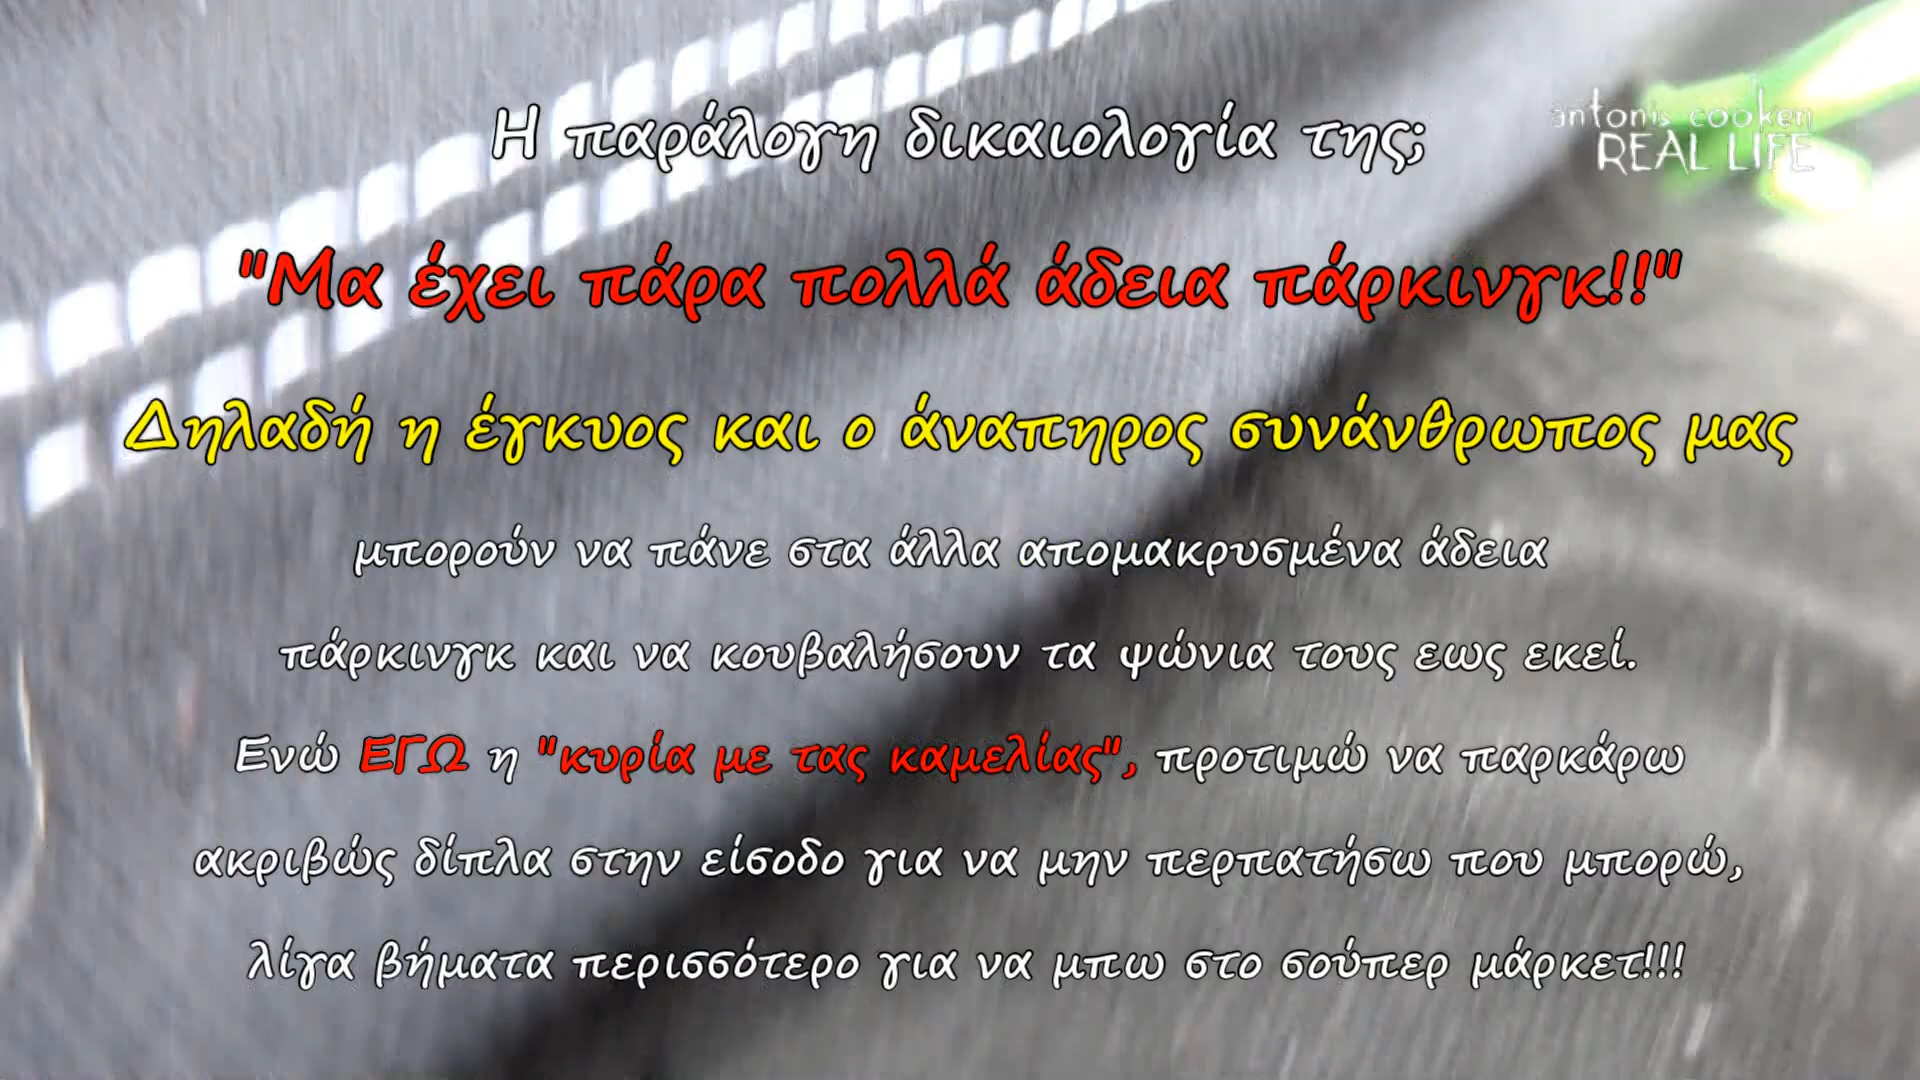 Η παράλογη δικαιολογία της;
antonis cooken
REAL LIFE
"Μα έχει πάρα πολλά άδεια πάρκινγκ!!"
Δηλαδή η έγκυος και ο άναπηρος συνάνθρωπος μας
μπορούν να πάνε στα άλλα απομακρυσμένα άδεια
πάρκινγκ και να κουβαλήσουν τα ψώνια τους εως εκεί.
Ενώ ΕΓΩ η "κυρία με τας καμελίας", προτιμώ να παρκάρω
ακριβώς δίπλα στην είσοδο για να μην περπατήσω που μπορώ,
λίγα βήματα περισσότερο για να μπω στο σούπερ μάρκετ!!!